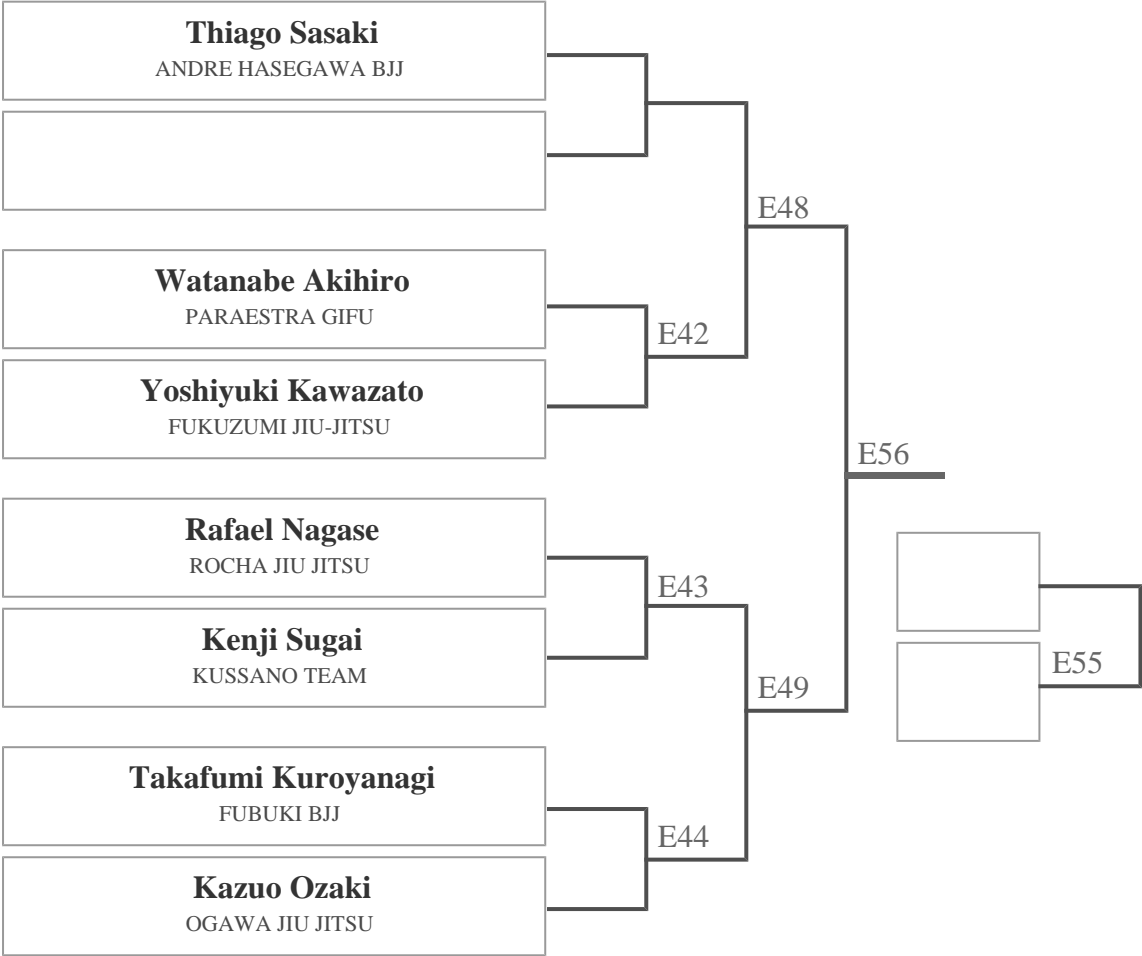 Thiago Sasaki
ANDRE HASEGAWA BJJ
E48
Watanabe Akihiro
PARAESTRA GIFU
E42
Yoshiyuki Kawazato
FUKUZUMI JIU-JITSU
E56
Rafael Nagase
ROCHA JIU JITSU
E43
Kenji Sugai
KUSSANO TEAM
E55
E49
Takafumi Kuroyanagi
FUBUKI BJJ
E44
Kazuo Ozaki
OGAWA JIU JITSU